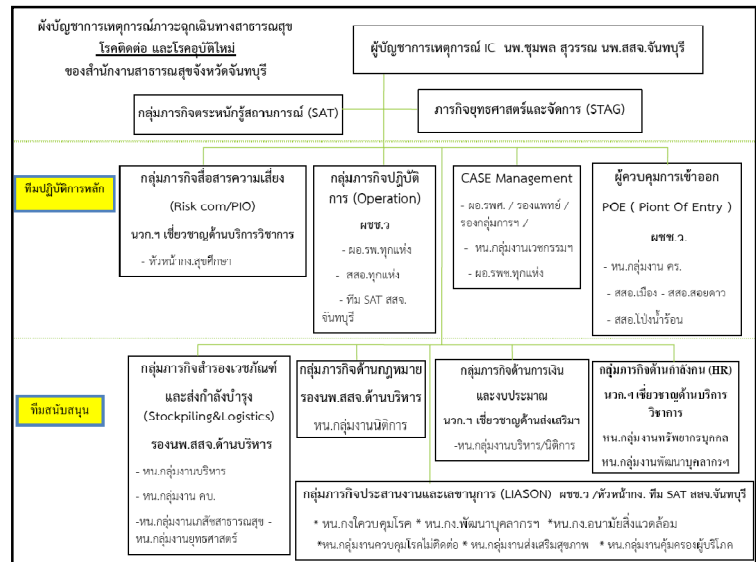 ผังบัญชาการเหตุการณ์ภาวะฉุกเฉินทางสาธารณสุข
โรคติดต่อ และโรคอุบัติใหม่
ของสำนักงานสาธารณสุขจังหวัดจันทบุรี
ผู้บัญชาการเหตุการณ์ IC นพ.ชุมพล สุวรรณ นพ.สสจ.จันทบุรี
กลุ่มภารกิจตระหนักรู้สถานการณ์ (SAT)
ภารกิจยุทธศาสตร์และจัดการ (STAG)
ทีมปฏิบัติการหลัก
กลุ่มภารกิจสื่อสารความเสี่ยง
(Risk com/PIO)
นวก.ฯ เชี่ยวชาญด้านบริการวิชาการ
- หัวหน้ากง.สุขศึกษา
กลุ่มภารกิจปฏิบัติ
การ (Operation)
ผชช.ว
- ผอ.รพ.ทุกแห่ง
- สสอ.ทุกแห่ง
- ทีม SAT สสจ.
จันทบุรี
CASE Management
- ผอ.รพศ. / รองแพทย์ /
รองกลุ่มการฯ /
- หน.กลุ่มงานเวชกรรมฯ
- ผอ.รพช.ทุกแห่ง
ผู้ควบคุมการเข้าออก
POE ( Piont Of Entry )
ผชช.ว.
- หน.กลุ่มงาน คร.
- สสอ.เมือง - สสอ.สอยดาว
- สสอ.โป่งน้ำร้อน
ทีมสนับสนุน
กลุ่มภารกิจสำรองเวชภัณฑ์
และส่งกำลังบำรุง
(Stockpiling&Logistics)
รองนพ.สสจ.ด้านบริหาร
- หน.กลุ่มงานบริหาร
- หน.กลุ่มงาน คบ.
-หน.กลุ่มงานเภสัชสาธารณสุข -
หน.กลุ่มงานยุทธศาสตร์
กลุ่มภารกิจด้านกฎหมาย
รองนพ.สสจ.ด้านบริหาร
หน.กลุ่มงานนิติการ
กลุ่มภารกิจด้านการเงิน
และงบประมาณ
นวก.ฯ เชี่ยวชาญด้านส่งเสริมฯ
-หน.กลุ่มงานบริหาร/นิติการ
กลุ่มภารกิจด้านกำลังคน (HR)
นวก.ฯ เชี่ยวชาญด้านบริการ
วิชาการ
หน.กลุ่มงานทรัพยากรบุคคล
หน.กลุ่มงานพัฒนาบุคลากรฯ
กลุ่มภารกิจประสานงานและเลขานุการ (LIASON) ผชช.ว /หัวหน้ากง. ทีม SAT สสจ.จันทบุรี
* หน.กงใควบคุมโรค * หน.กง.พัฒนาบุคลากรฯ *หน.กง.อนามัยสิ่งแวดล้อม
*หน.กลุ่มงานควบคุมโรคไม่ติดต่อ * หน.กลุ่มงานส่งเสริมสุขภาพ * หน.กลุ่มงานคุ้มครองผู้บริโภค